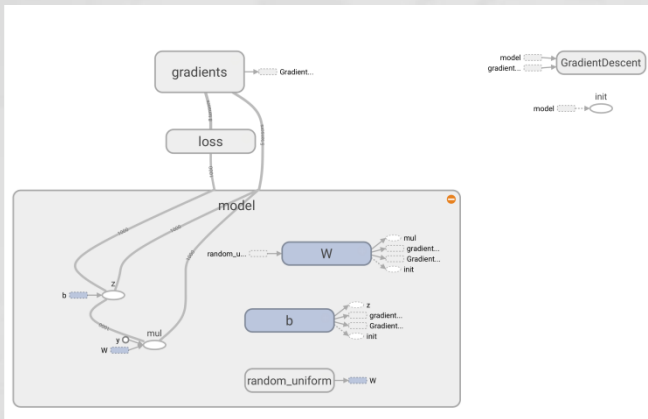 gradients
Gradient...
model
gradient...
GradientDescent
init
model
loss
model
random_u...
W
mul
gradient...
Gradient...
init
z
b
b
z
gradient...
Gradient...
init
mul
y
W
random_uniform
W